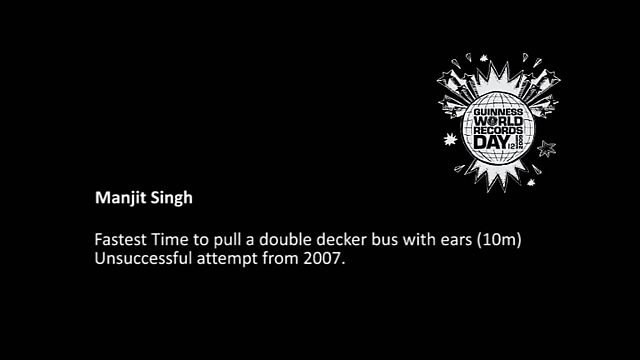 GUINNESS
WORLD
RECORDS
DAY
Manjit Singh
Fastest Time to pull a double decker bus with ears (10m)
Unsuccessful attempt from 2007.